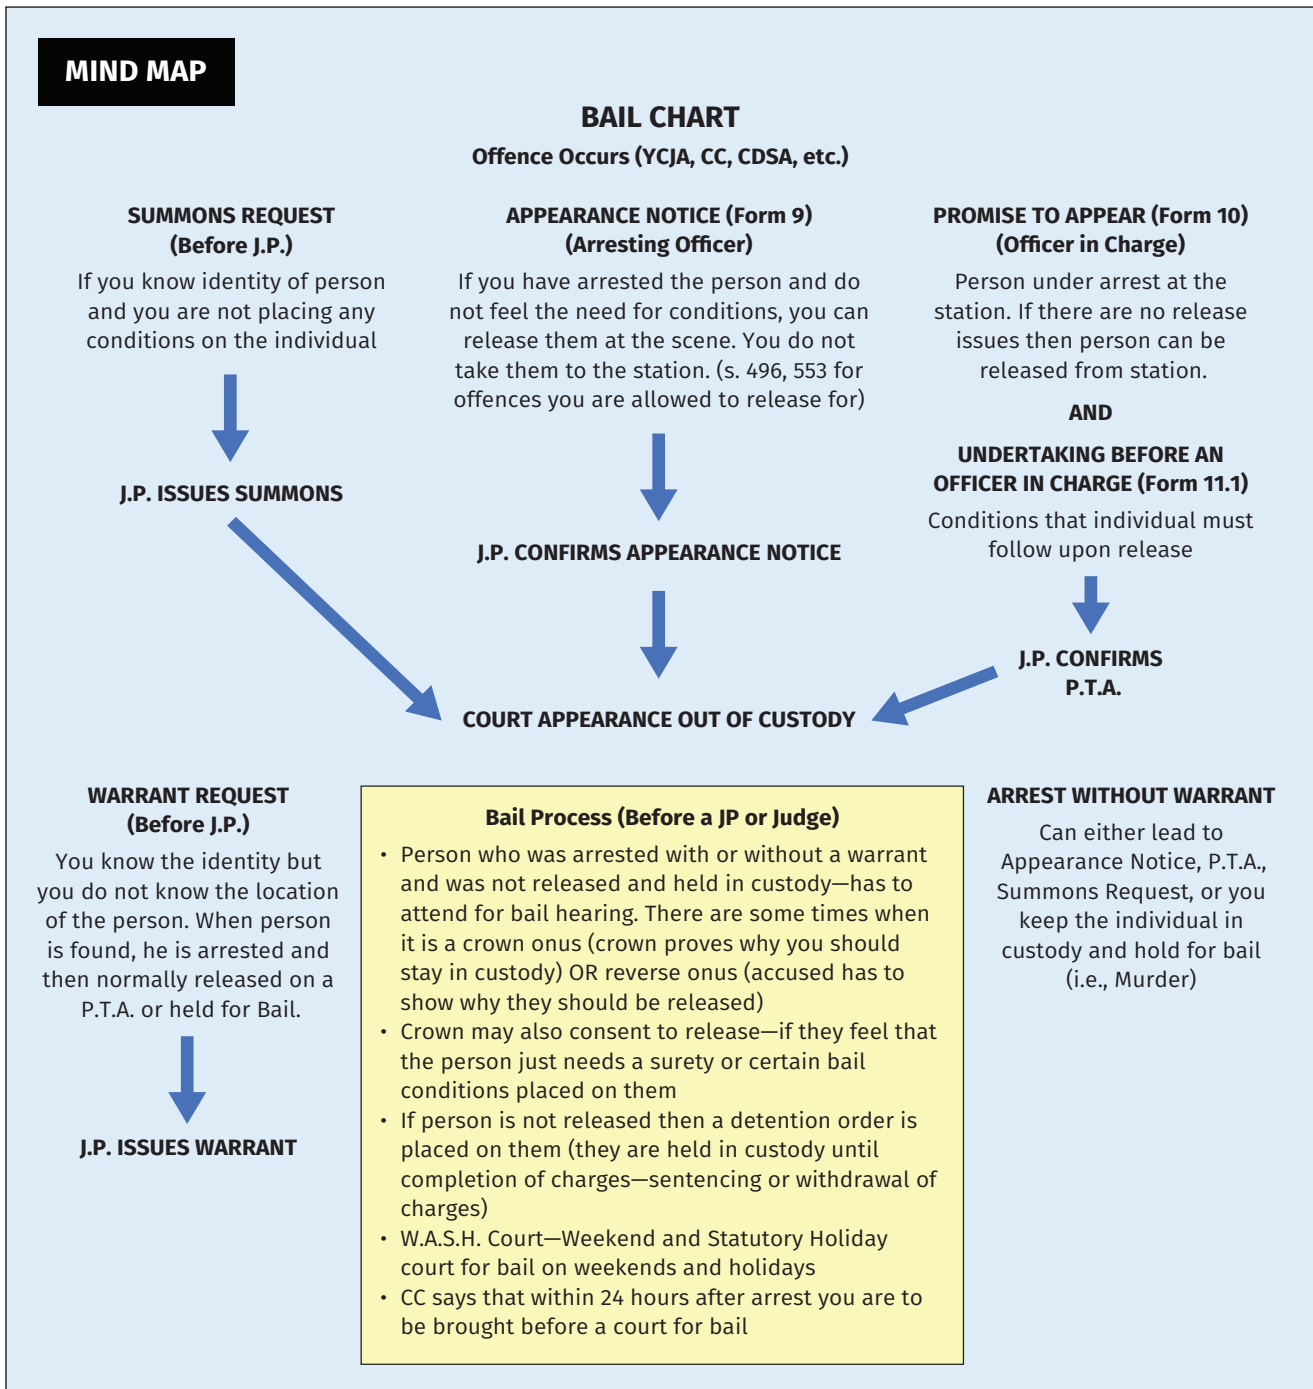 MIND MAP
BAIL CHART
Offence Occurs (YCJA, CC, CDSA, etc.)
SUMMONS REQUEST
(Before J.P.)
If you know identity of person
and you are not placing any
conditions on the individual
J.P. ISSUES SUMMONS
APPEARANCE NOTICE (Form 9)
(Arresting Officer)
If you have arrested the person and do
not feel the need for conditions, you can
release them at the scene. You do not
take them to the station. (s. 496, 553 for
offences you are allowed to release for)
J.P. CONFIRMS APPEARANCE NOTICE
PROMISE TO APPEAR (Form 10)
(Officer in Charge)
Person under arrest at the
station. If there are no release
issues then person can be
released from station.
AND
UNDERTAKING BEFORE AN
OFFICER IN CHARGE (Form 11.1)
Conditions that individual must
follow upon release
J.P. CONFIRMS
P.T.A.
COURT APPEARANCE OUT OF CUSTODY
WARRANT REQUEST
(Before J.P.)
You know the identity but
you do not know the location
of the person. When person
is found, he is arrested and
then normally released on a
P.T.A. or held for Bail.
J.P. ISSUES WARRANT
Bail Process (Before a JP or Judge)
• Person who was arrested with or without a warrant
and was not released and held in custody—has to
attend for bail hearing. There are some times when
it is a crown onus (crown proves why you should
stay in custody) OR reverse onus (accused has to
show why they should be released)
• Crown may also consent to release—if they feel that
the person just needs a surety or certain bail
conditions placed on them
• If person is not released then a detention order is
placed on them (they are held in custody until
completion of charges—sentencing or withdrawal of
charges)
• W.A.S.H. Court—Weekend and Statutory Holiday
court for bail on weekends and holidays
• CC says that within 24 hours after arrest you are to
be brought before a court for bail
ARREST WITHOUT WARRANT
Can either lead to
Appearance Notice, P.T.A.,
Summons Request, or you
keep the individual in
custody and hold for bail
(i.e., Murder)